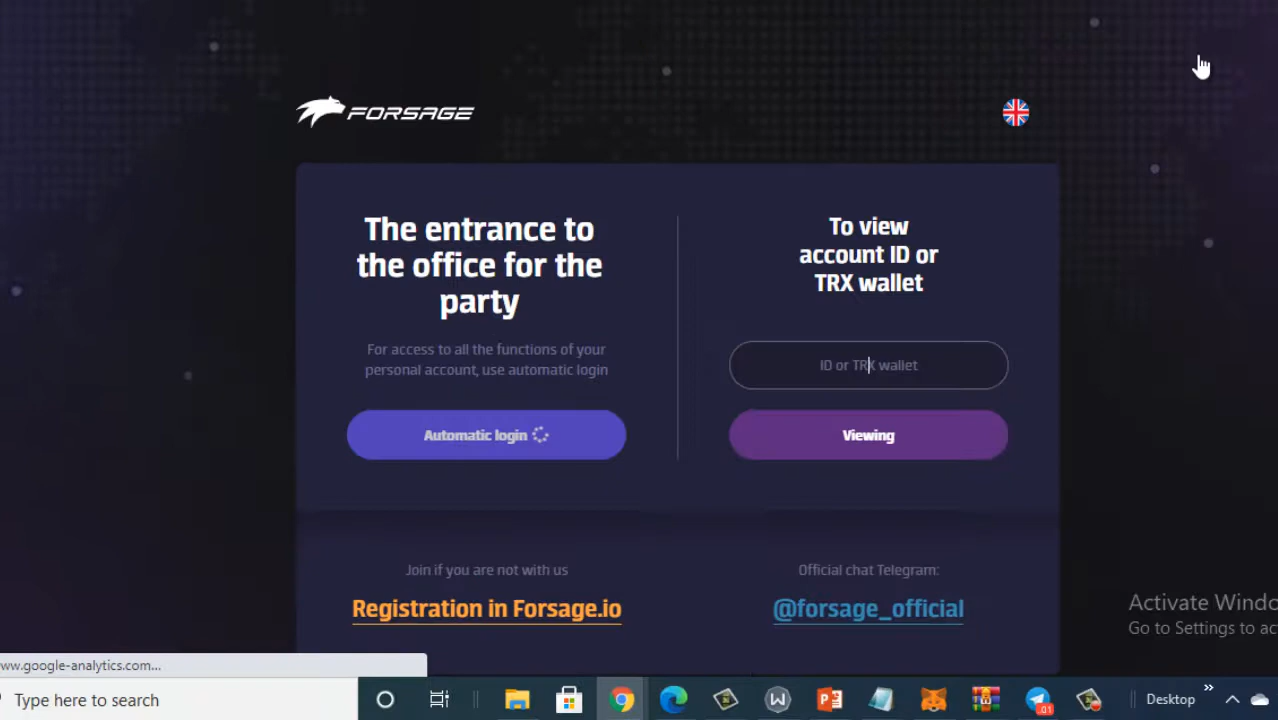 FORSAGE
The entrance to
the office for the
party
For access to all the functions of your
personal account, use automatic login
Automatic login
To view
account ID or
TRX wallet
ID or TRX wallet
Viewing
Join if you are not with us
Registration in Forsage.io
Official chat Telegram:
@forsage_official
Activate Windo
Go to Settings to ac
ww.google-analytics.com...
Type here to search
W
01
Desktop